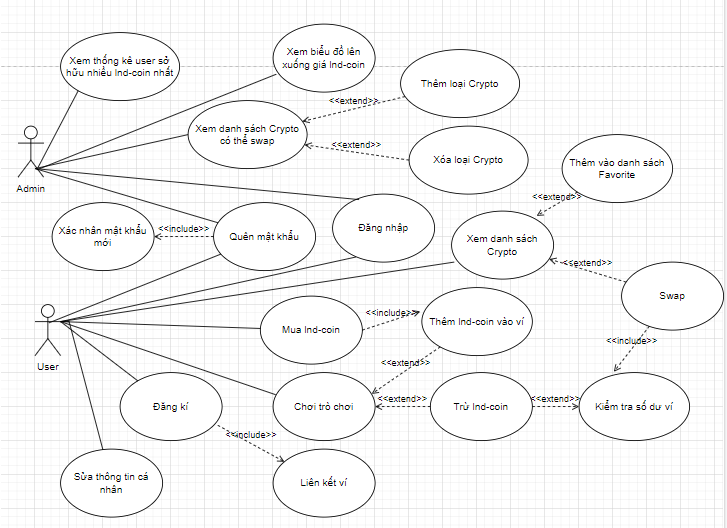 Xem thống kê user sở
hữu nhiều Ind-coin nhất
Xem biểu đồ lên
xuống giá Ind-coin
Thêm loại Crypto
<<extend>>
Xem danh sách Crypto
có thể swap
<<extend>>
Xóa loại Crypto
Admin
Thêm vào danh sách
Favorite
<<extend>>
Xác nhận mật khẩu
mới
<<include>>
Quên mật khẩu
Đăng nhập
Xem danh sách
Crypto
<<extend>>
Swap
User
Mua Ind-coin
<<include>>
Thêm Ind-coin vào ví
<<include>>
<<extend>>
Đăng kí
Chơi trò chơi
<<extend>>
Trừ Ind-coin
<<extend>>
Kiểm tra số dư ví
<<include>>
Sửa thông tin cá
nhân
Liên kết ví